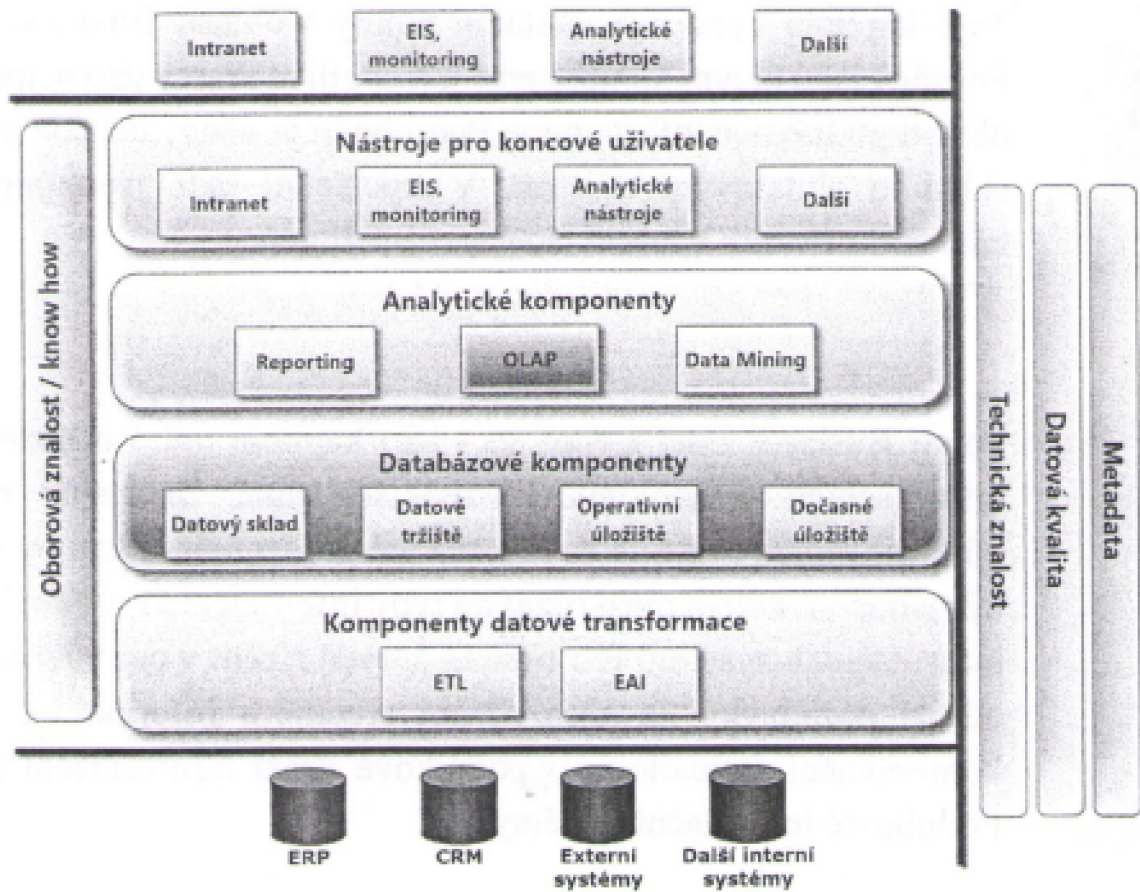 Intranet
EIS,
monitoring
Analytické
nástroje
Další
Nástroje pro koncové uživatele
Intranet
EIS,
monitoring
Analytické
nástroje
Další
Analytické komponenty
Reporting
OLAP
Data Mining
Databázové komponenty
Datový sklad
Datové
tržiště
Operativní
úložiště
Dočasné
úložiště
Komponenty datové transformace
ETL
EAI
Oborová znalost / know how
Technická znalost
Datová kvalita
Metadata
ERP
CRM
Externí
systémy
Další interní
systémy